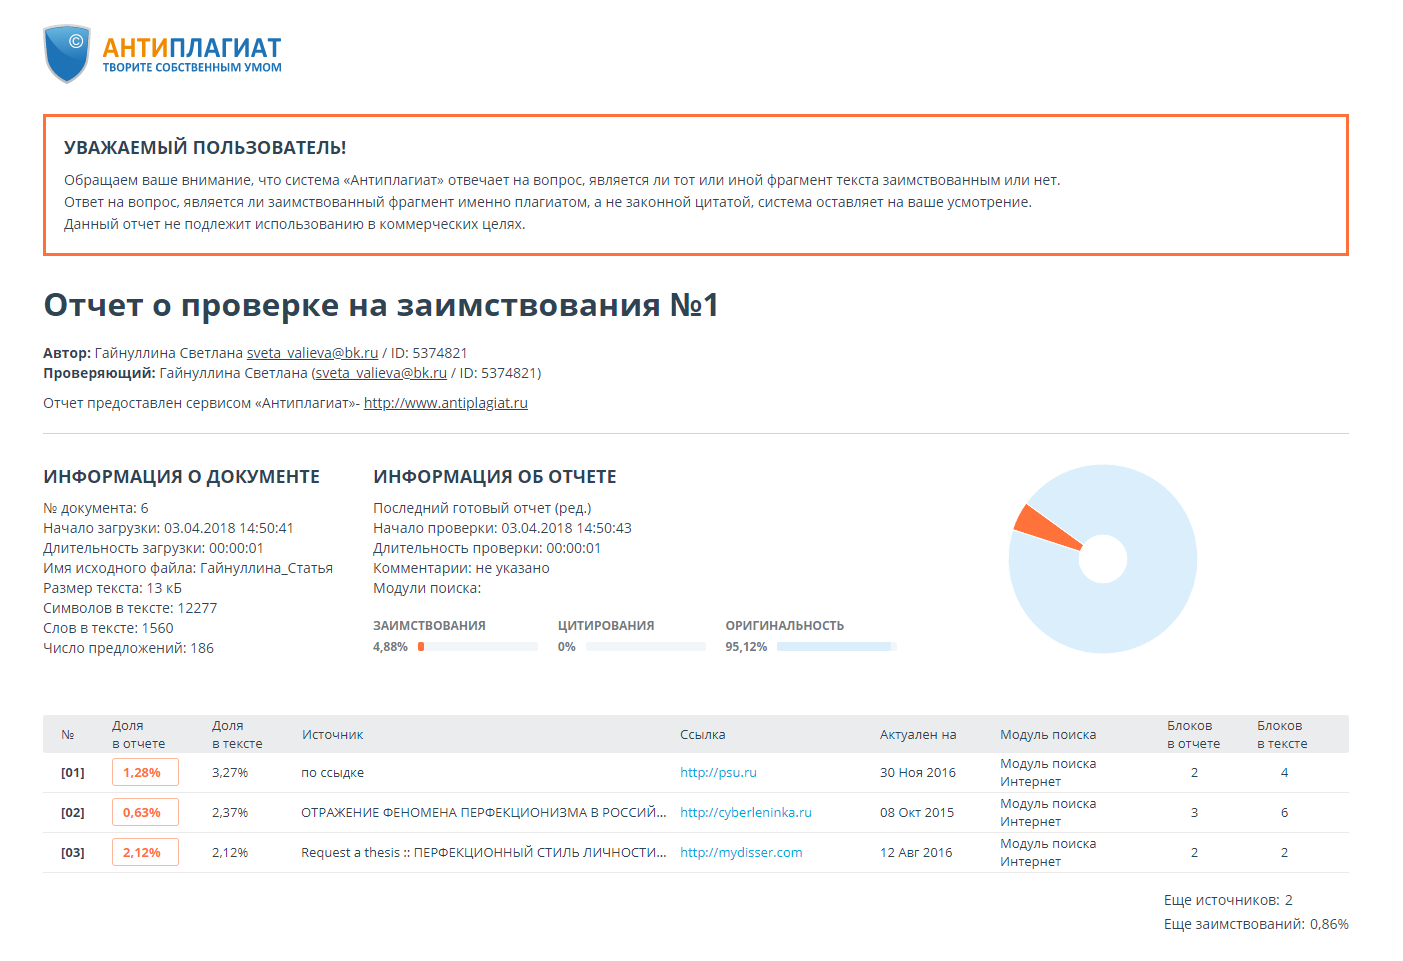 ©
АНТИПЛАГИАТ
ТВОРИТЕ СОБСТВЕННЫМ УМОМ
УВАЖАЕМЫЙ ПОЛЬЗОВАТЕЛЬ!
Обращаем ваше внимание, что система «Антиплагиат» отвечает на вопрос, является ли тот или иной фрагмент текста заимствованным или нет.
Ответ на вопрос, является ли заимствованный фрагмент именно плагиатом, а не законной цитатой, система оставляет на ваше усмотрение.
Данный отчет не подлежит использованию в коммерческих целях.
Отчет о проверке на заимствования №1
Автор: Гайнуллина Светлана sveta_valieva@bk.ru / ID: 5374821
Проверяющий: Гайнуллина Светлана (sveta_valieva@bk.ru / ID: 5374821)
Отчет предоставлен сервисом «Антиплагиат»- http://www.antiplagiat.ru
ИНФОРМАЦИЯ О ДОКУМЕНТЕ
№ документа: 6
Начало загрузки: 03.04.2018 14:50:41
Длительность загрузки: 00:00:01
Имя исходного файла: Гайнуллина_Статья
Размер текста: 13 кБ
Символов в тексте: 12277
Слов в тексте: 1560
Число предложений: 186
ИНФОРМАЦИЯ ОБ ОТЧЕТЕ
Последний готовый отчет (ред.)
Начало проверки: 03.04.2018 14:50:43
Длительность проверки: 00:00:01
Комментарии: не указано
Модули поиска:
ЗАИМСТВОВАНИЯ
4,88%
ЦИТИРОВАНИЯ
0%
ОРИГИНАЛЬНОСТЬ
95,12%
№ Доля в отчете Доля в тексте Источник Ссылка Актуален на Модуль поиска Блоков в отчете Блоков в тексте
[01] 1,28% 3,27% по ссыдке http://psu.ru 30 Ноя 2016 Модуль поиска Интернет 2 4
[02] 0,63% 2,37% ОТРАЖЕНИЕ ФЕНОМЕНА ПЕРФЕКЦИОНИЗМА В РОССИЙ... http://cyberleninka.ru 08 Окт 2015 Модуль поиска Интернет 3 6
[03] 2,12% 2,12% Request a thesis :: ПЕРФЕКЦИОННЫЙ СТИЛЬ ЛИЧНОСТИ... http://mydisser.com 12 Авг 2016 Модуль поиска Интернет 2 2
Еще источников: 2
Еще заимствований: 0,86%